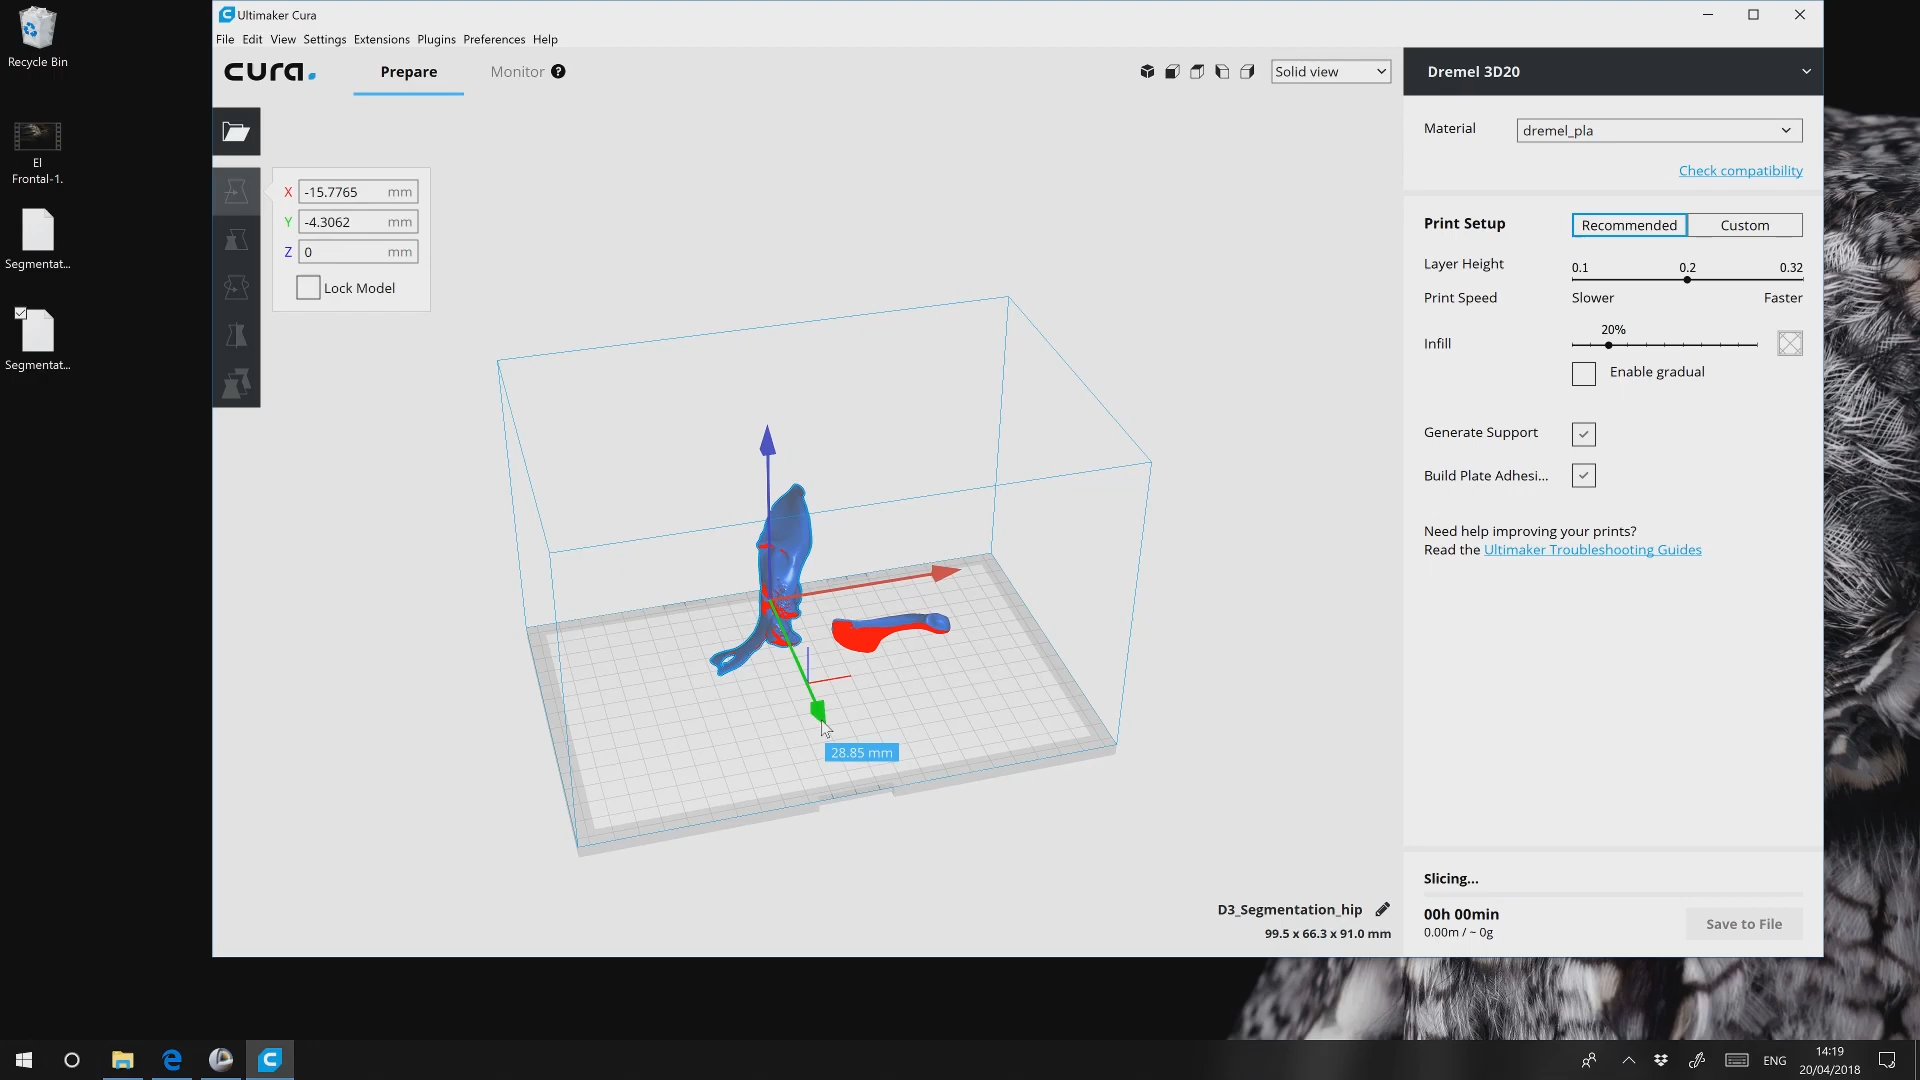 Recycle Bin
El
Frontal-1.
Segmentat...
Segmentat...
Ultimaker Cura
File Edit View Settings Extensions Plugins Preferences Help
cura.
Prepare
Monitor ?
Solid view
Dremel 3D20
Material
dremel_pla
Check compatibility
X -15.7765 mm
Y -4.3062 mm
Z 0 mm
Lock Model
Print Setup
Recommended
Custom
Layer Height
0.1 0.2 0.32
Print Speed
Slower Faster
20%
Infill
Enable gradual
Generate Support
Build Plate Adhesi...
Need help improving your prints?
Read the Ultimaker Troubleshooting Guides
28.85 mm
D3_Segmentation_hip
99.5 x 66.3 x 91.0 mm
Slicing...
00h 00min
0.00m / ~ 0g
Save to File
ENG
14:19
20/04/2018